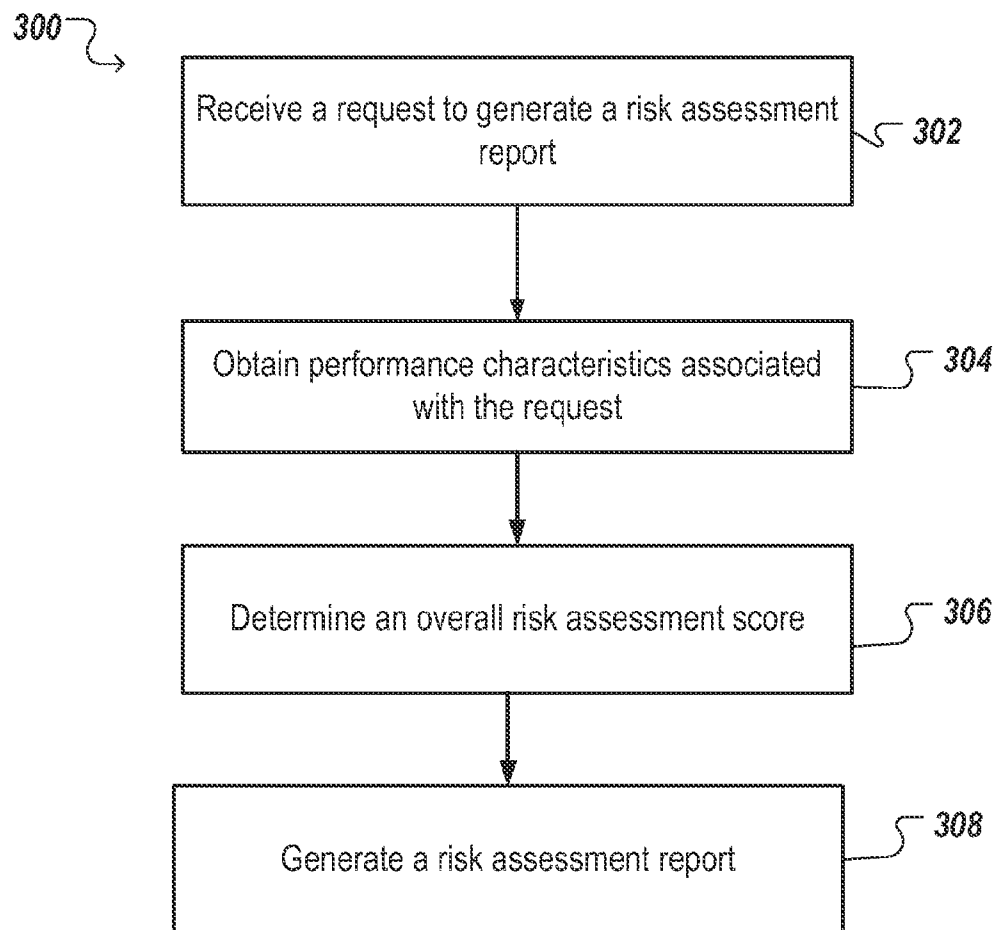 300
Receive a request to generate a risk assessment
report
302
Obtain performance characteristics associated
with the request
304
Determine an overall risk assessment score
306
Generate a risk assessment report
308